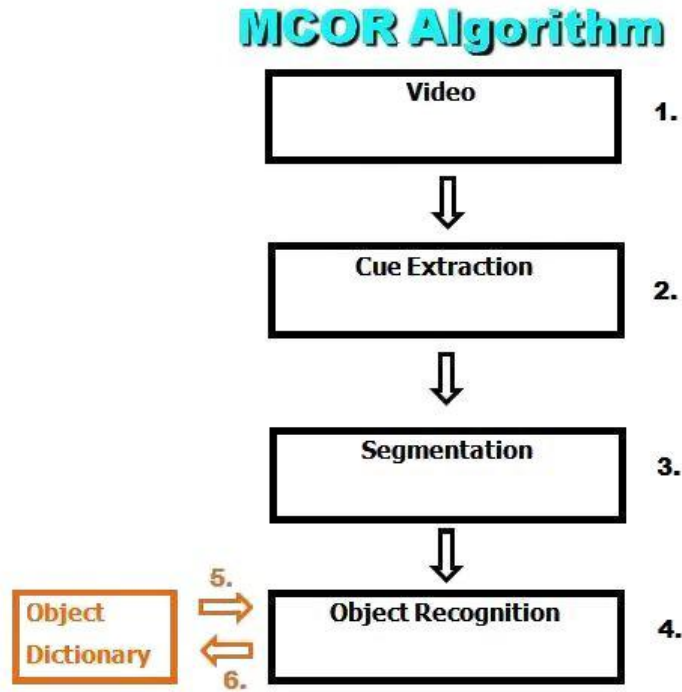 MCOR Algorithm
Video
1.
Cue Extraction
2.
Segmentation
3.
5.
Object
Dictionary
6.
Object Recognition
4.